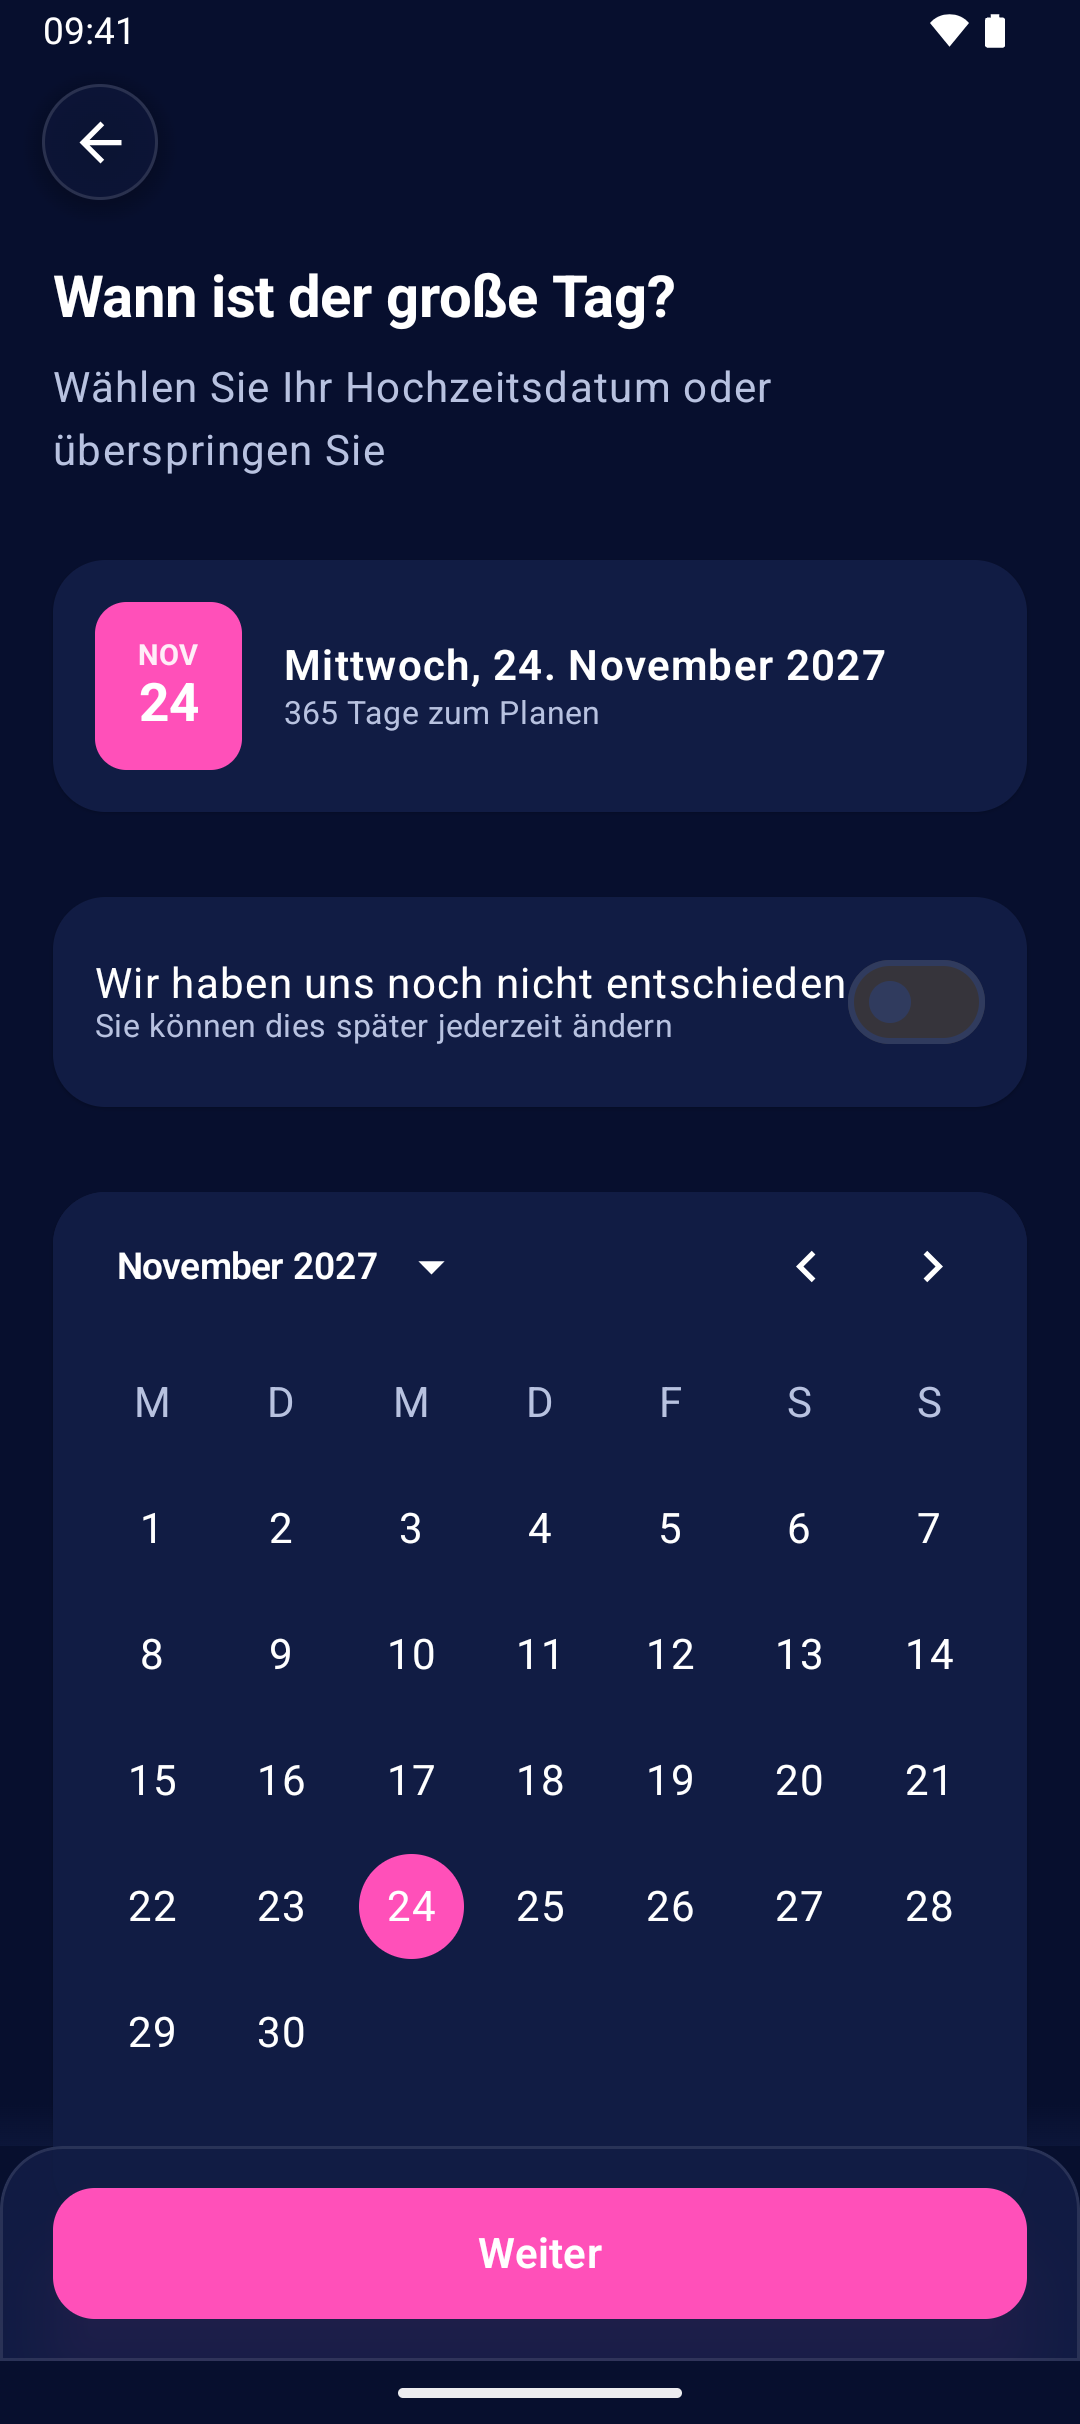 09:41
Wann ist der große Tag?
Wählen Sie Ihr Hochzeitsdatum oder
überspringen Sie
NOV
24
Mittwoch, 24. November 2027
365 Tage zum Planen
Wir haben uns noch nicht entschieden
Sie können dies später jederzeit ändern
November 2027
M D M D F S S
1 2 3 4 5 6 7
8 9 10 11 12 13 14
15 16 17 18 19 20 21
22 23 24 25 26 27 28
29 30
Weiter